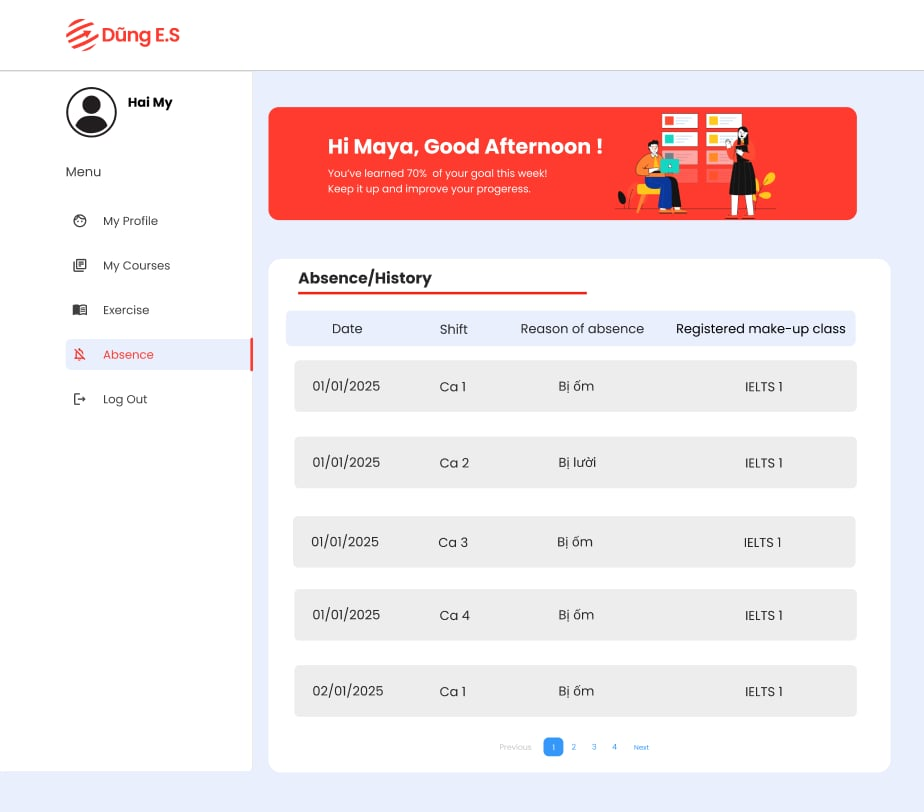 Dũng E.S
Hai My
Menu
My Profile
My Courses
Exercise
Absence
Log Out
Hi Maya, Good Afternoon !
You’ve learned 70% of your goal this week!
Keep it up and improve your progeress.
Absence/History
Date Shift Reason of absence Registered make-up class
01/01/2025 Ca 1 Bị ốm IELTS 1
01/01/2025 Ca 2 Bị lười IELTS 1
01/01/2025 Ca 3 Bị ốm IELTS 1
01/01/2025 Ca 4 Bị ốm IELTS 1
02/01/2025 Ca 1 Bị ốm IELTS 1
Previous 1 2 3 4 Next